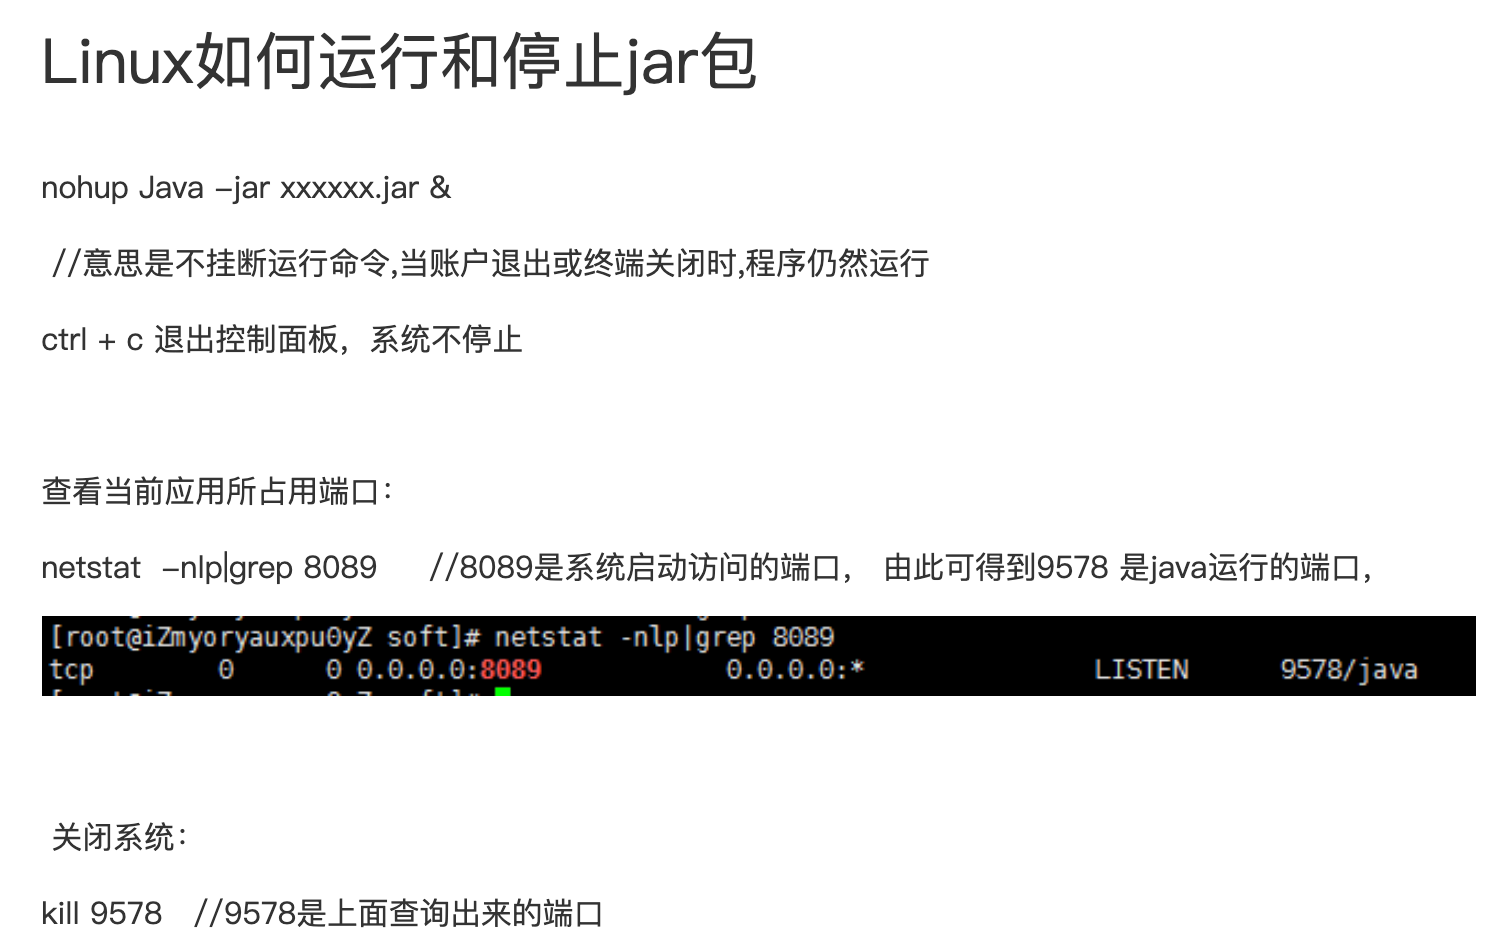 Linux如何运行和停止jar包
nohup Java -jar xxxxxx.jar &
//意思是不挂断运行命令,当账户退出或终端关闭时,程序仍然运行
ctrl + c 退出控制面板，系统不停止
查看当前应用所占用端口：
netstat -nlp|grep 8089 //8089是系统启动访问的端口， 由此可得到9578 是java运行的端口，
[root@iZmyoryauxpu0yZ soft]# netstat -nlp|grep 8089
tcp 0 0 0.0.0.0:8089 0.0.0.0:* LISTEN 9578/java
关闭系统：
kill 9578 //9578是上面查询出来的端口